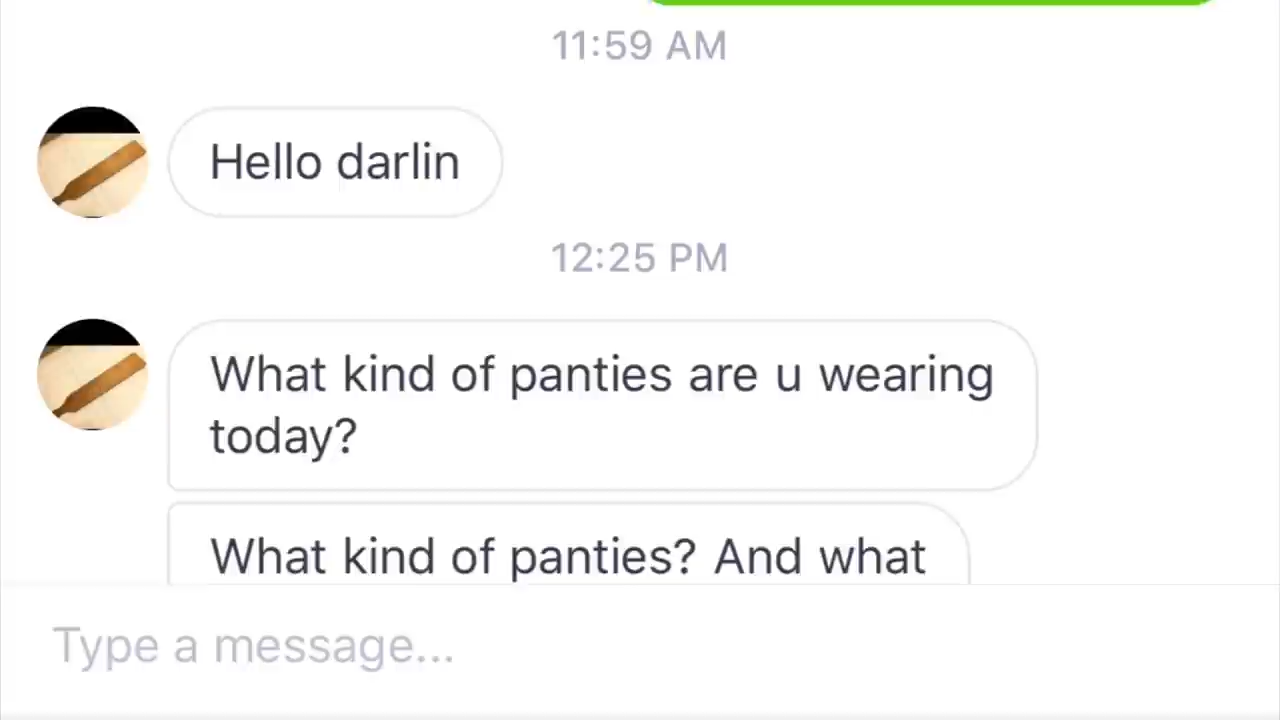 11:59 AM
Hello darlin
12:25 PM
What kind of panties are u wearing
today?
What kind of panties? And what
Type a message...